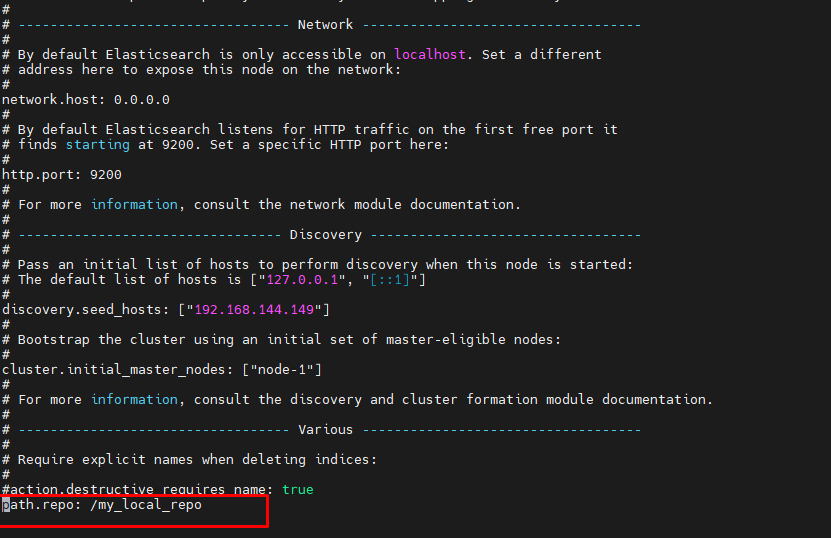 #
# ---------------------------------- Network -----------------------------------
#
# By default Elasticsearch is only accessible on localhost. Set a different
# address here to expose this node on the network:
#
network.host: 0.0.0.0
#
# By default Elasticsearch listens for HTTP traffic on the first free port it
# finds starting at 9200. Set a specific HTTP port here:
#
http.port: 9200
#
# For more information, consult the network module documentation.
#
# --------------------------------- Discovery ----------------------------------
#
# Pass an initial list of hosts to perform discovery when this node is started:
# The default list of hosts is ["127.0.0.1", "[::1]"]
#
discovery.seed_hosts: ["192.168.144.149"]
#
# Bootstrap the cluster using an initial set of master-eligible nodes:
#
cluster.initial_master_nodes: ["node-1"]
#
# For more information, consult the discovery and cluster formation module documentation.
#
# ---------------------------------- Various -----------------------------------
#
# Require explicit names when deleting indices:
#
#action.destructive_requires_name: true
path.repo: /my_local_repo